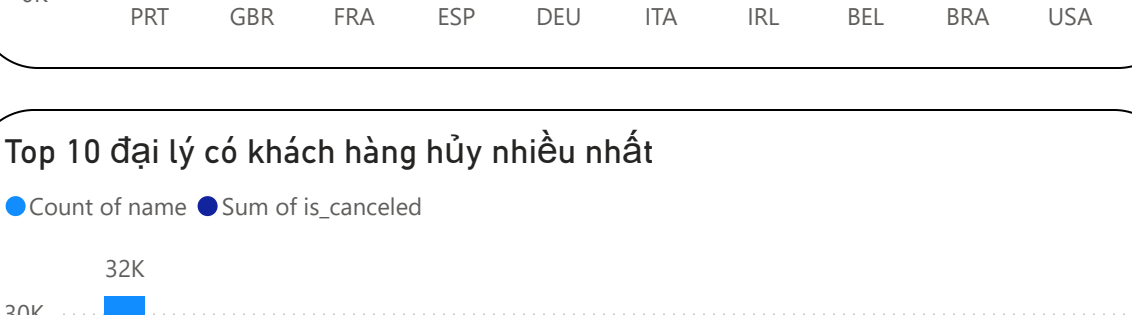 PRT GBR FRA ESP DEU ITA IRL BEL BRA USA
Top 10 đại lý có khách hàng hủy nhiều nhất
Count of name Sum of is_canceled
32K
30K